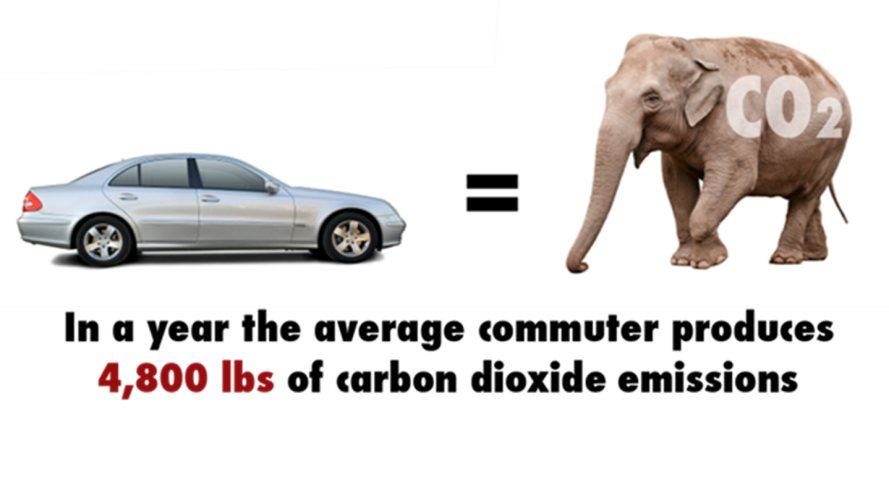 CO2
=
In a year the average commuter produces
4,800 lbs of carbon dioxide emissions